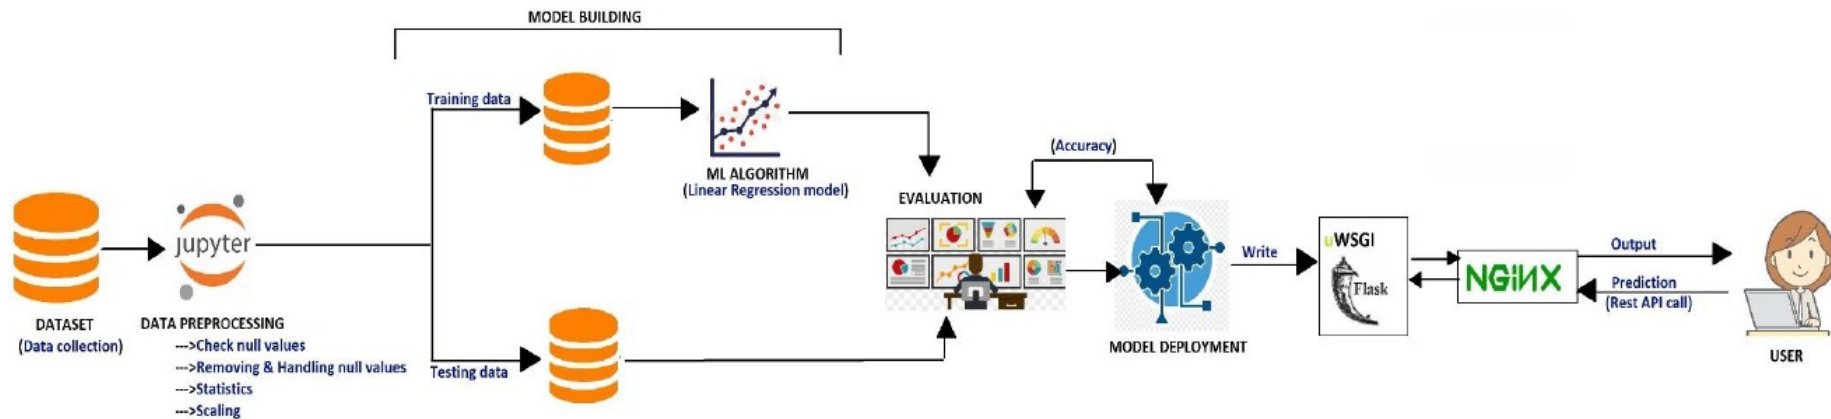 MODEL BUILDING
Training data
ML ALGORITHM
(Linear Regression model)
jupyter
DATASET
(Data collection)
DATA PREPROCESSING
--->Check null values
--->Removing & Handling null values
--->Statistics
--->Scaling
Testing data
EVALUATION
(Accuracy)
MODEL DEPLOYMENT
Write
uWSGI
Flask
NGiNX
Output
Prediction
(Rest API call)
USER